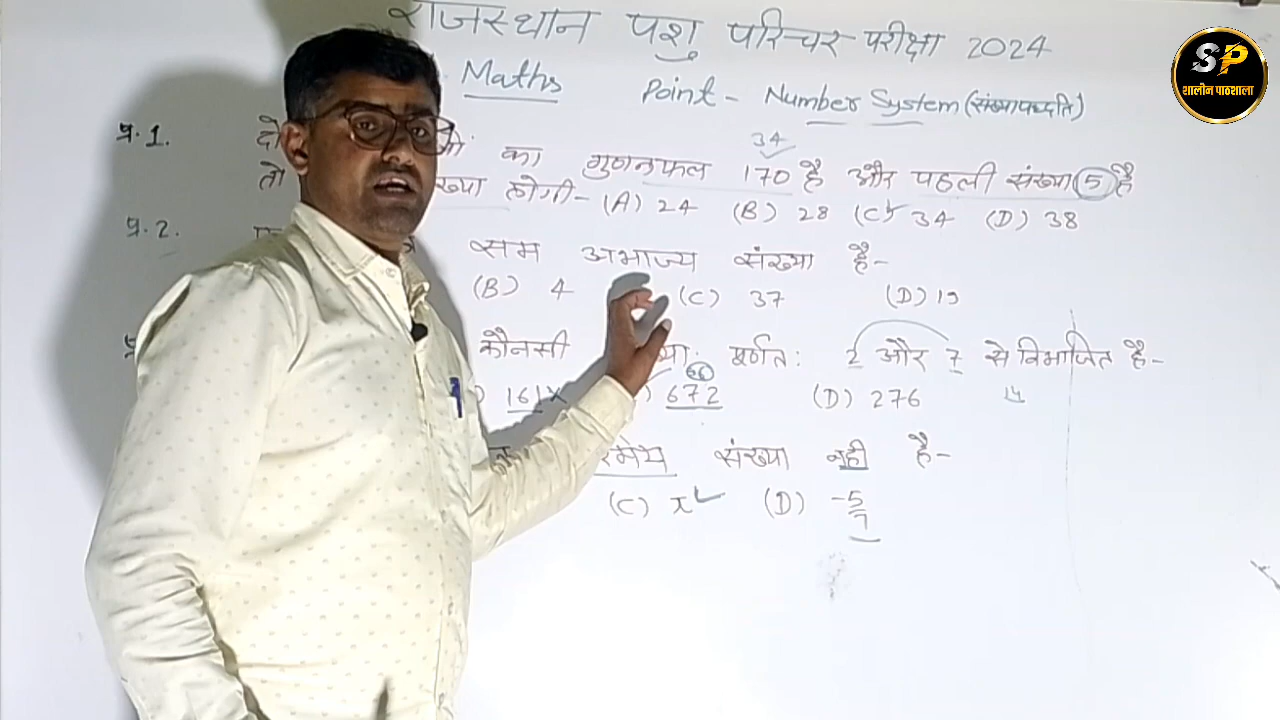 राजस्थान पशु परिचर परीक्षा 2024
SP
शालीन पाठशाला
Maths Point - Number System (संख्या पद्धति)
34
प्र.1. दो का गुणनफल 170 है और पहली संख्या 5 है
तो ख्या होगी- (A) 24 (B) 28 (C) 34 (D) 38
प्र.2. सम अभाज्य संख्या है-
(B) 4 (C) 37 (D) 19
कौनसी पूर्णत: 2 और 7 से विभाजित है-
161 672 (D) 276 14
संख्या नही है-
(C) π (D) -5/7